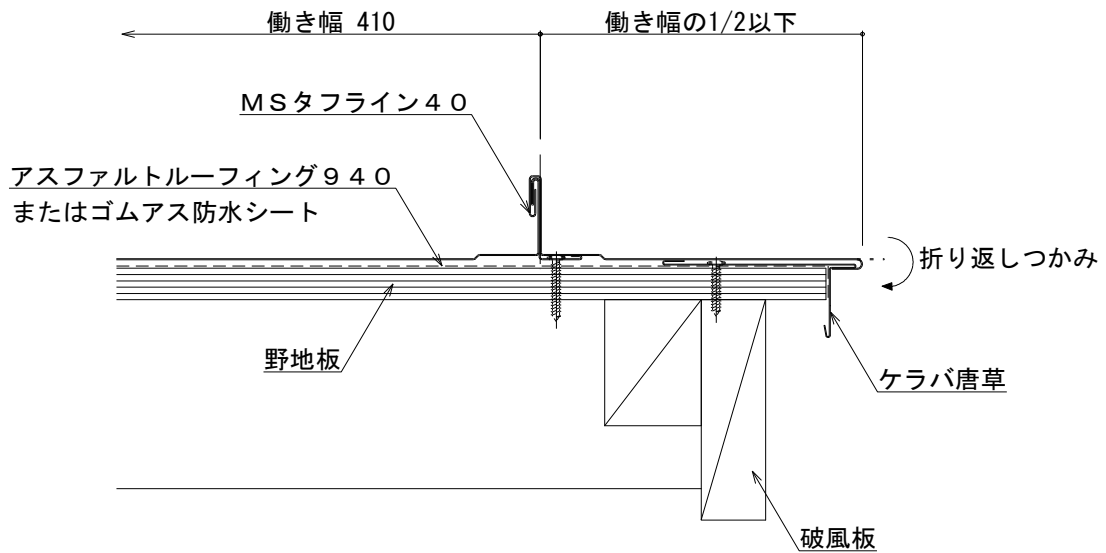 働き幅 410
働き幅の1/2以下
ＭＳタフライン４０
アスファルトルーフィング９４０
またはゴムアス防水シート
折り返しつかみ
野地板
ケラバ唐草
破風板